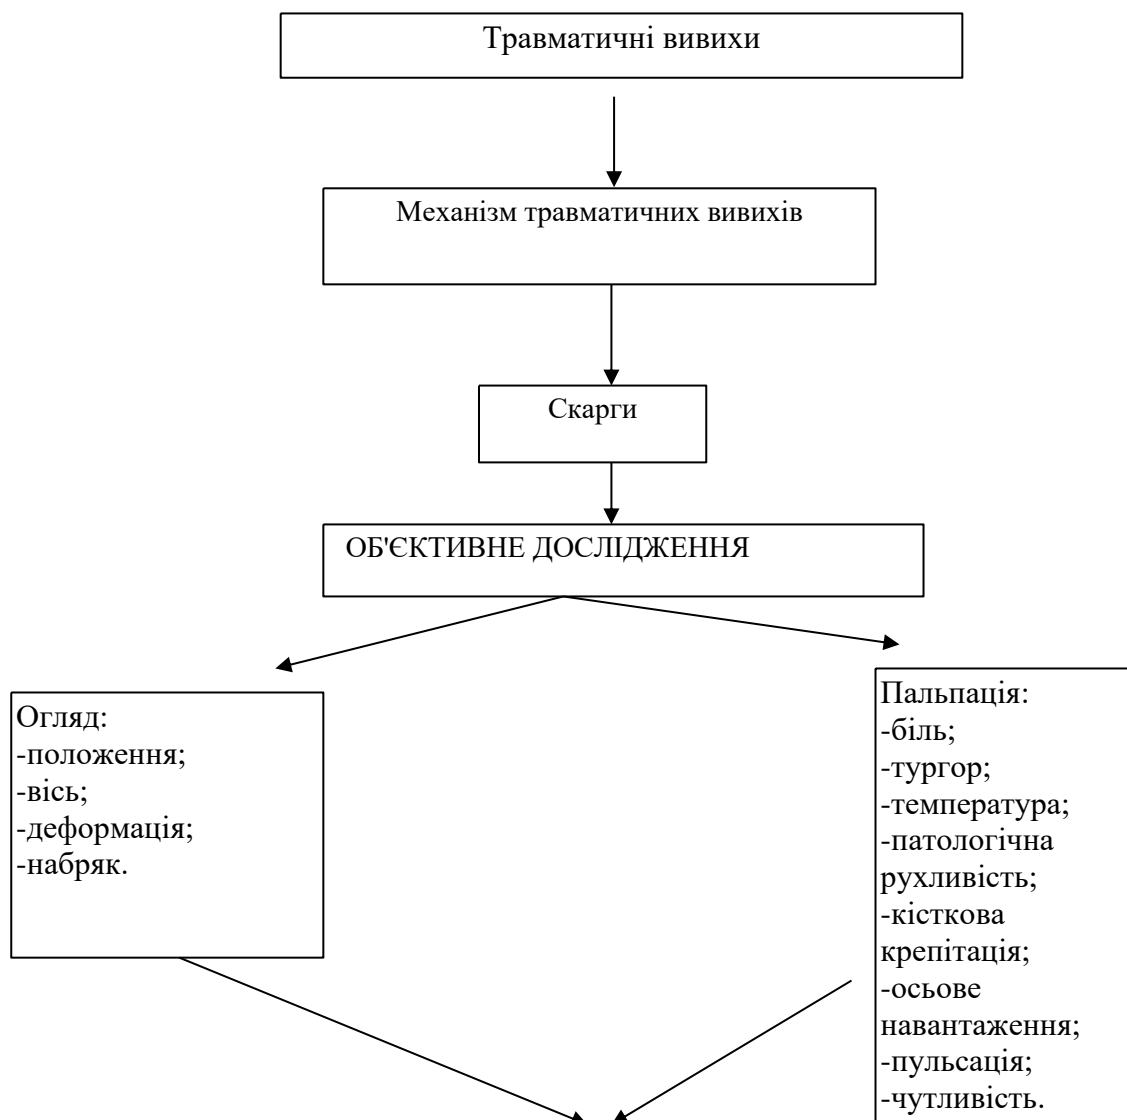 Травматичні вивихи
Механізм травматичних вивихів
Скарги
ОБ'ЄКТИВНЕ ДОСЛІДЖЕННЯ
Огляд:
-положення;
-вісь;
-деформація;
-набряк.
Пальпація:
-біль;
-тургор;
-температура;
-патологічна
рухливість;
-кісткова
крепітація;
-осьове
навантаження;
-пульсація;
-чутливість.